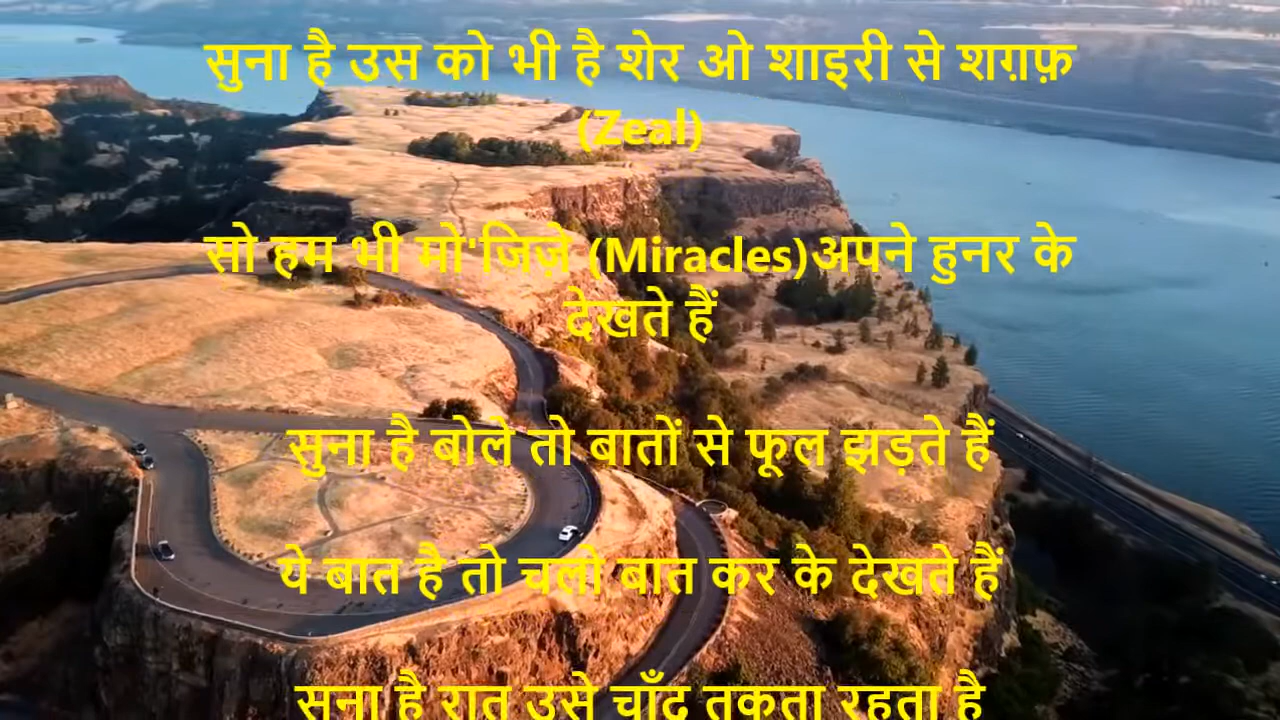 सुना है उस को भी है शेर ओ शाइरी से शग़फ़
(Zeal)
सो हम भी मो'जिज़े (Miracles)अपने हुनर के
देखते हैं
सुना है बोले तो बातों से फूल झड़ते हैं
ये बात है तो चलो बात कर के देखते हैं
सुना है रात उसे चाँद तकता रहता है